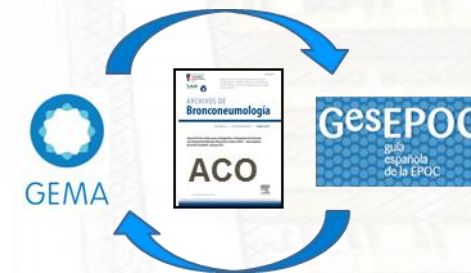 GEMA
ARCHIVOS DE
Bronconeumología
ACO
GesEPOC
guía
española
de la EPOC